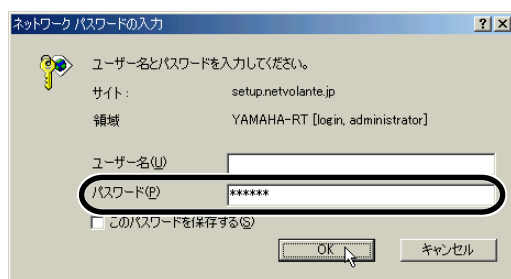 ネットワーク パスワードの入力
ユーザー名とパスワードを入力してください。
サイト: setup.netvolante.jp
領域 YAMAHA-RT [login, administrator]
ユーザー名(U)
パスワード(P) ******
このパスワードを保存する(S)
OK キャンセル